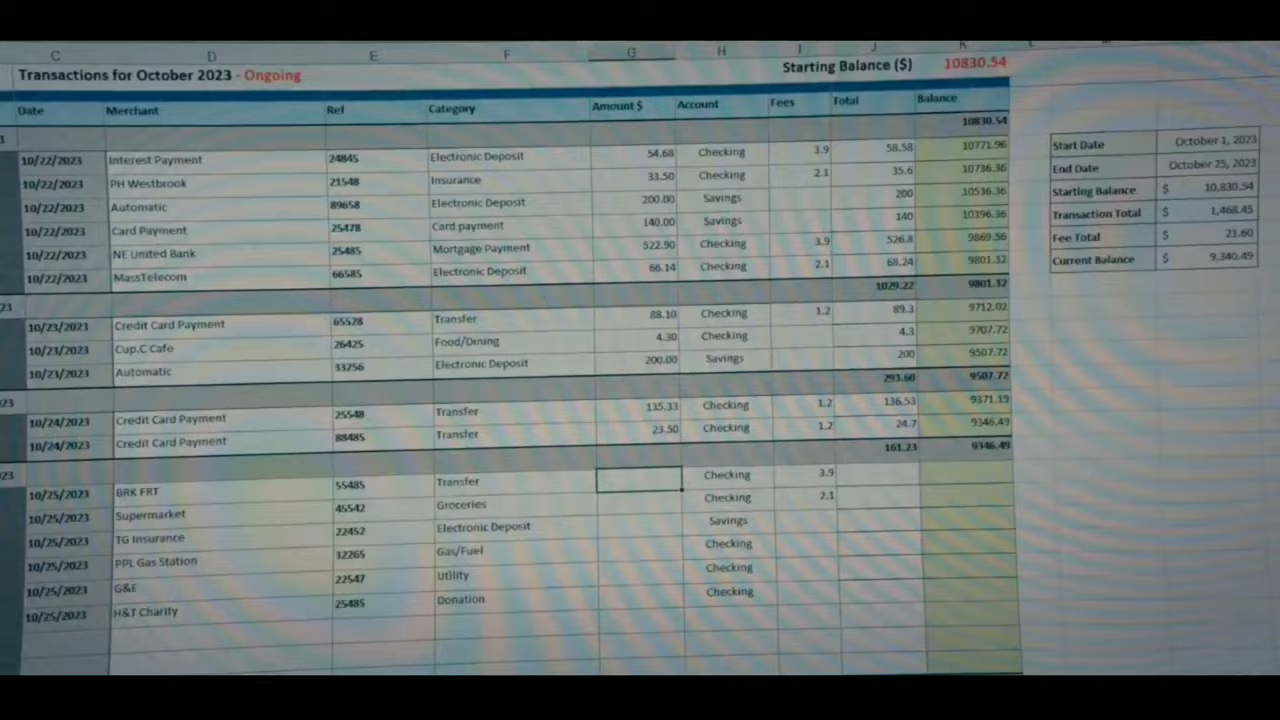 C D E F G H I J K
Transactions for October 2023 - Ongoing Starting Balance ($) 10830.54
Date Merchant Ref Category Amount $ Account Fees Total Balance
3 10830.54
10/22/2023 Interest Payment 24845 Electronic Deposit 54.68 Checking 3.9 58.58 10771.96
10/22/2023 PH Westbrook 21548 Insurance 33.50 Checking 2.1 35.6 10736.36
10/22/2023 Automatic 89658 Electronic Deposit 200.00 Savings 200 10536.36
10/22/2023 Card Payment 25478 Card payment 140.00 Savings 140 10396.36
10/22/2023 NE United Bank 25485 Mortgage Payment 522.90 Checking 3.9 526.8 9869.56
10/22/2023 MassTelecom 66585 Electronic Deposit 66.14 Checking 2.1 68.24 9801.32
23 1029.22 9801.32
10/23/2023 Credit Card Payment 65528 Transfer 88.10 Checking 1.2 89.3 9712.02
10/23/2023 Cup.C Cafe 26425 Food/Dining 4.30 Checking 4.3 9707.72
10/23/2023 Automatic 33256 Electronic Deposit 200.00 Savings 200 9507.72
023 293.60 9507.72
10/24/2023 Credit Card Payment 25548 Transfer 135.33 Checking 1.2 136.53 9371.19
10/24/2023 Credit Card Payment 88485 Transfer 23.50 Checking 1.2 24.7 9346.49
023 161.23 9346.49
10/25/2023 BRK FRT 55485 Transfer Checking 3.9
10/25/2023 Supermarket 45542 Groceries Checking 2.1
10/25/2023 TG Insurance 22452 Electronic Deposit Savings
10/25/2023 PPL Gas Station 32265 Gas/Fuel Checking
10/25/2023 G&E 22547 Utility Checking
10/25/2023 H&T Charity 25485 Donation Checking
Start Date October 1, 2023
End Date October 25, 2023
Starting Balance $ 10,830.54
Transaction Total $ 1,468.45
Fee Total $ 21.60
Current Balance $ 9,340.49